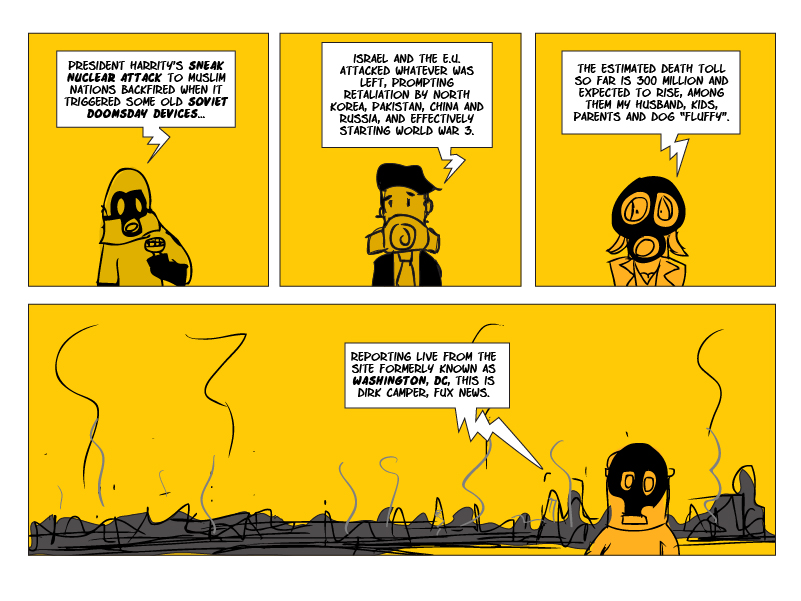 PRESIDENT HARRITY'S SNEAK
NUCLEAR ATTACK TO MUSLIM
NATIONS BACKFIRED WHEN IT
TRIGGERED SOME OLD SOVIET
DOOMSDAY DEVICES...
ISRAEL AND THE E.U.
ATTACKED WHATEVER WAS
LEFT, PROMPTING
RETALIATION BY NORTH
KOREA, PAKISTAN, CHINA AND
RUSSIA, AND EFFECTIVELY
STARTING WORLD WAR 3.
THE ESTIMATED DEATH TOLL
SO FAR IS 300 MILLION AND
EXPECTED TO RISE, AMONG
THEM MY HUSBAND, KIDS,
PARENTS AND DOG "FLUFFY".
REPORTING LIVE FROM THE
SITE FORMERLY KNOWN AS
WASHINGTON, DC, THIS IS
DIRK CAMPER, FUX NEWS.